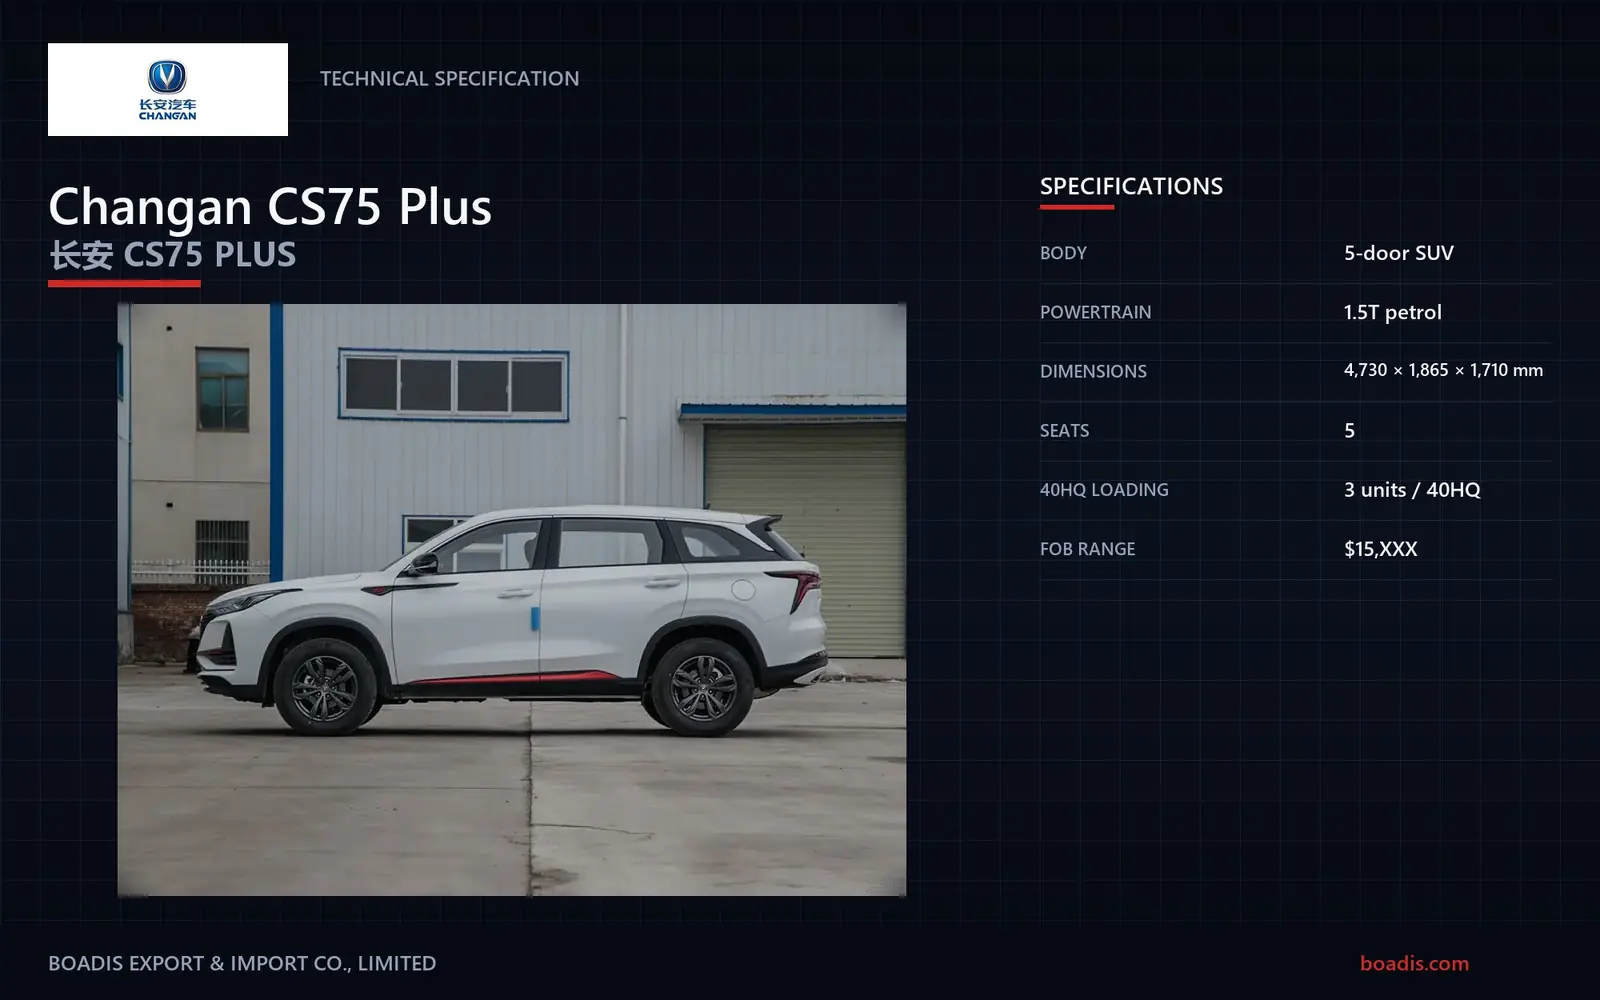 长安汽车
CHANGAN
TECHNICAL SPECIFICATION
Changan CS75 Plus
长安 CS75 PLUS
SPECIFICATIONS
BODY 5-door SUV
POWERTRAIN 1.5T petrol
DIMENSIONS 4,730 × 1,865 × 1,710 mm
SEATS 5
40HQ LOADING 3 units / 40HQ
FOB RANGE $15,XXX
BOADIS EXPORT & IMPORT CO., LIMITED
boadis.com